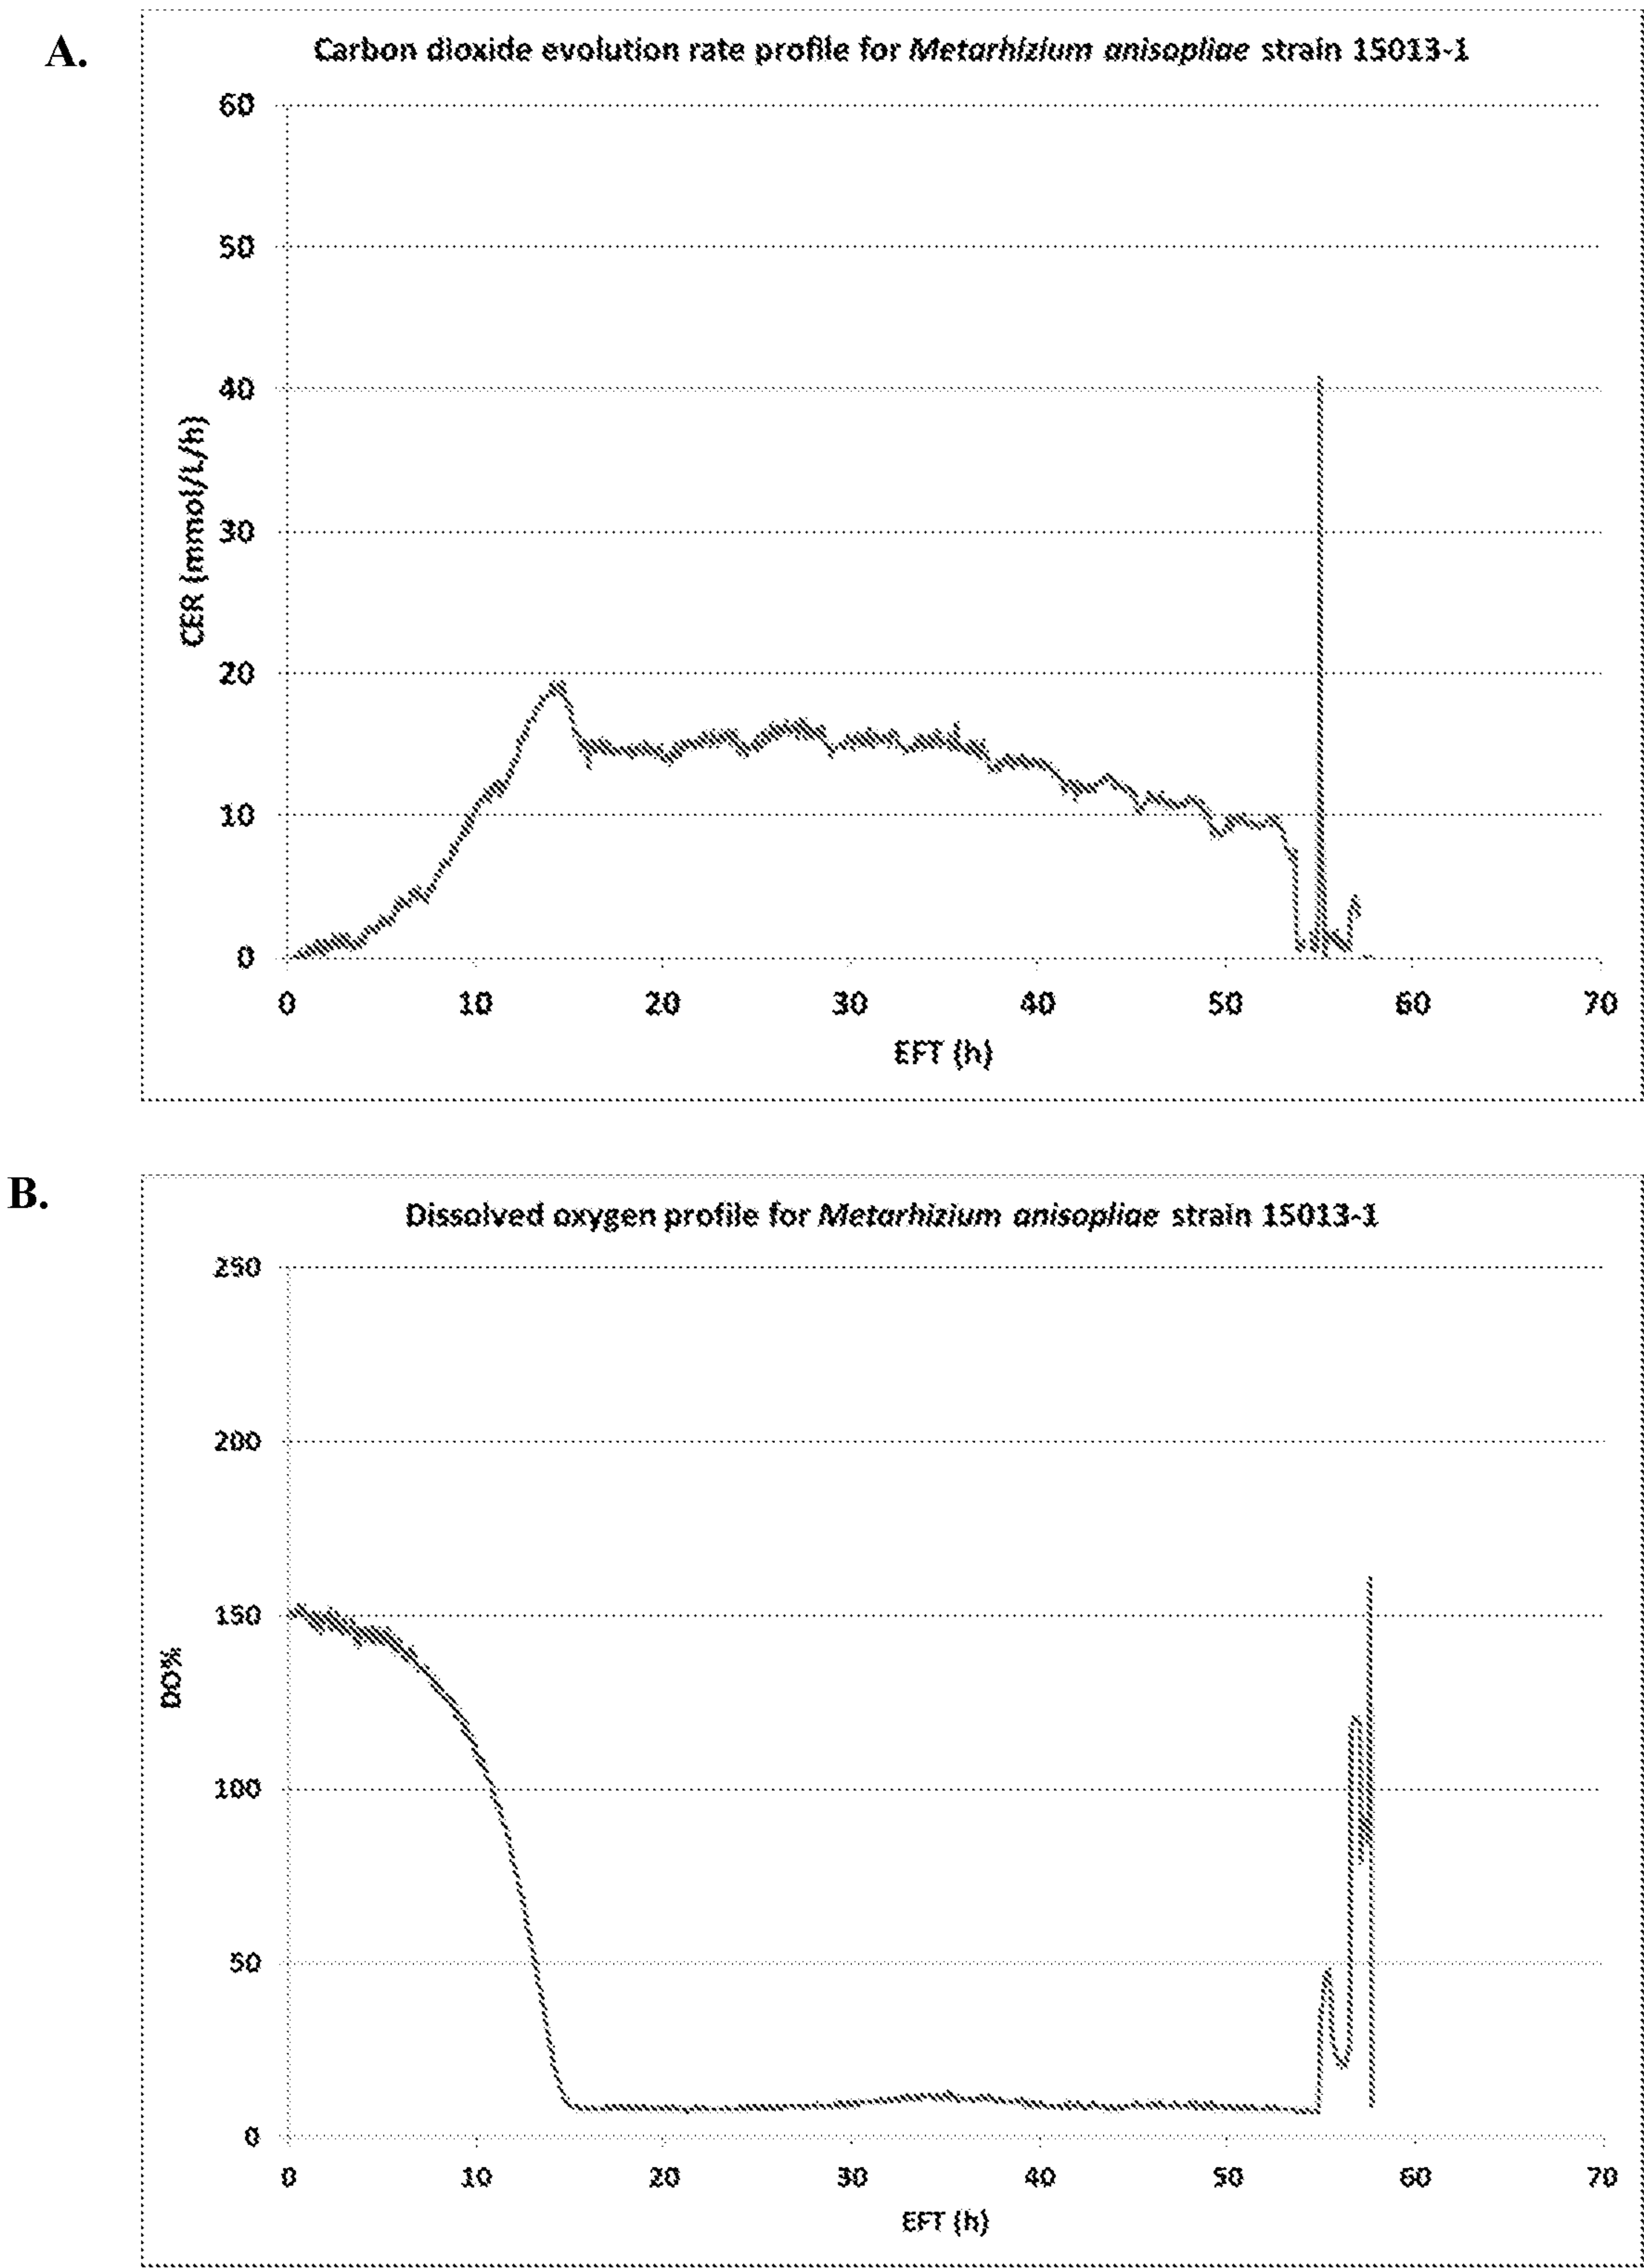 A.
Carbon dioxide evolution rate profile for Metarhizium anisopliae strain 15013-1
60
50
40
30
20
10
0
CER (mmol/L/h)
0 10 20 30 40 50 60 70
EFT (h)
B.
Dissolved oxygen profile for Metarhizium anisopliae strain 15013-1
250
200
150
100
50
0
DO%
0 10 20 30 40 50 60 70
EFT (h)